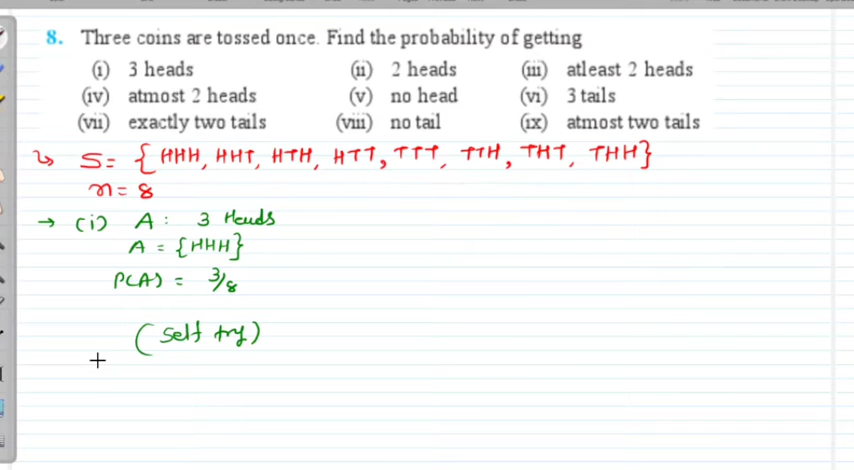 8. Three coins are tossed once. Find the probability of getting
(i) 3 heads (ii) 2 heads (iii) atleast 2 heads
(iv) atmost 2 heads (v) no head (vi) 3 tails
(vii) exactly two tails (viii) no tail (ix) atmost two tails
↳ S = { HHH, HHT, HTH, HTT, TTT, TTH, THT, THH}
n = 8
→ (i) A : 3 Heads
A = {HHH}
P(A) = 3/8
(Self try)